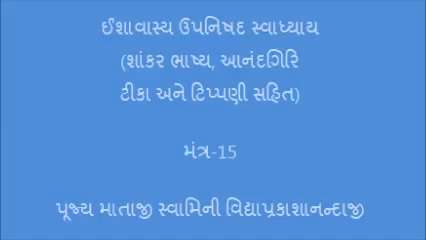 ઈશાવાસ્ય ઉપનિષદ સ્વાધ્યાય
(શાંકર ભાષ્ય, આનંદગિરિ
ટીકા અને ટિપ્પણી સહિત)
મંત્ર-15
પૂજ્ય માતાજી સ્વામિની વિદ્યાપ્રકાશાનન્દાજી